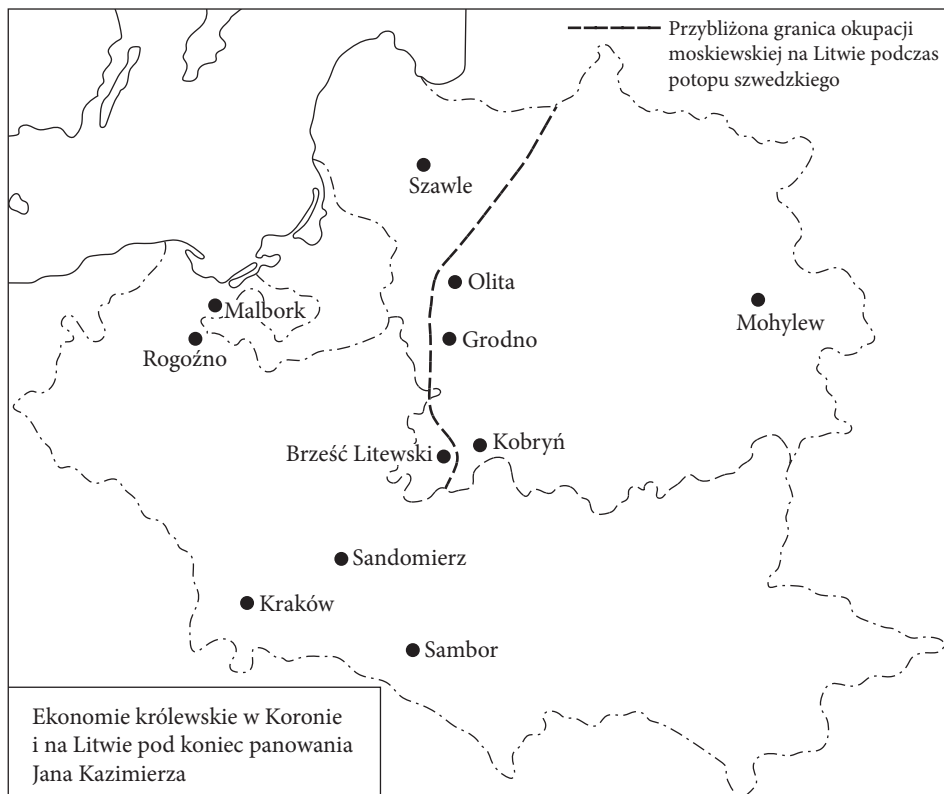 Przybliżona granica okupacji
moskiewskiej na Litwie podczas
potopu szwedzkiego
Szawle
Olita
Malbork
Mohylew
Grodno
Rogoźno
Kobryń
Brześć Litewski
Sandomierz
Kraków
Sambor
Ekonomie królewskie w Koronie
i na Litwie pod koniec panowania
Jana Kazimierza